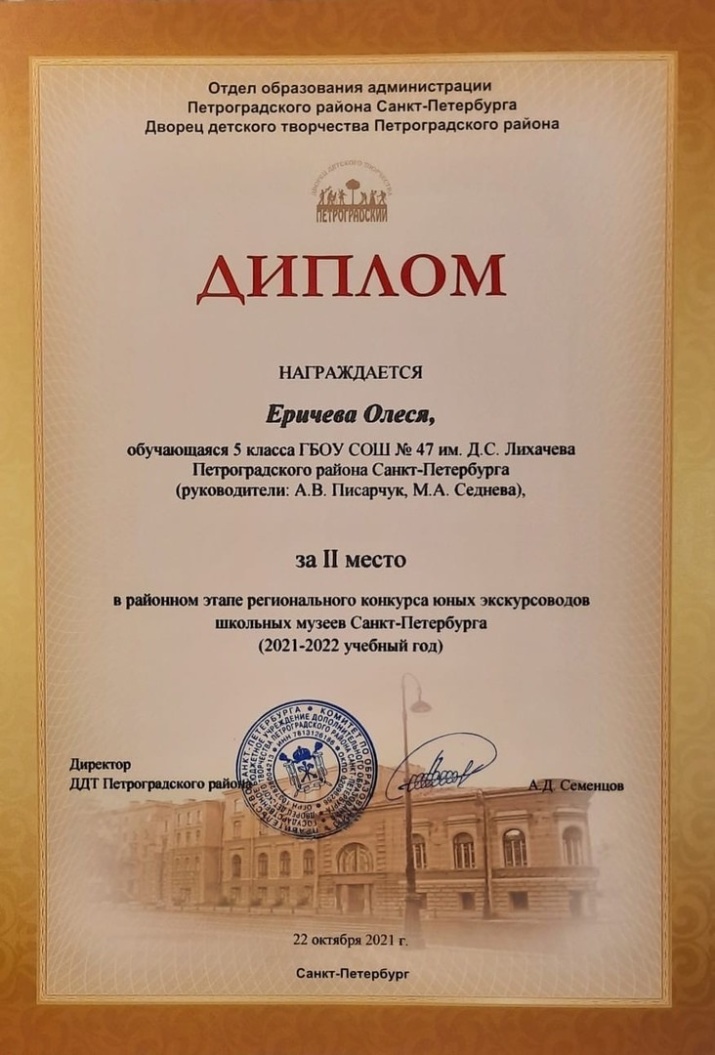 Отдел образования администрации
Петроградского района Санкт-Петербурга
Дворец детского творчества Петроградского района
ДВОРЕЦ ДЕТСКОГО ТВОРЧЕСТВА
ПЕТРОГРАДСКИЙ
ДИПЛОМ
НАГРАЖДАЕТСЯ
Еричева Олеся,
обучающаяся 5 класса ГБОУ СОШ № 47 им. Д.С. Лихачева
Петроградского района Санкт-Петербурга
(руководители: А.В. Писарчук, М.А. Седнева),
за II место
в районном этапе регионального конкурса юных экскурсоводов
школьных музеев Санкт-Петербурга
(2021-2022 учебный год)
КОМИТЕТ ПО ОБРАЗОВАНИЮ
Директор
ДДТ Петроградского района
А.Д. Семенцов
22 октября 2021 г.
Санкт-Петербург